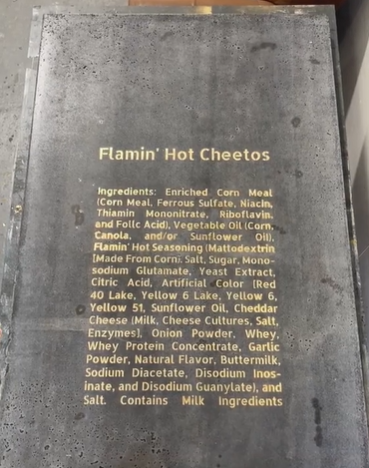 Flamin' Hot Cheetos
Ingredients: Enriched Corn Meal
(Corn Meal, Ferrous Sulfate, Niacin,
Thiamin Mononitrate, Riboflavin,
and Folic Acid), Vegetable Oil (Corn,
Canola, and/or Sunflower Oil),
Flamin' Hot Seasoning (Maltodextrin
[Made From Corn], Salt, Sugar, Mono-
sodium Glutamate, Yeast Extract,
Citric Acid, Artificial Color [Red
40 Lake, Yellow 6 Lake, Yellow 6,
Yellow 5], Sunflower Oil, Cheddar
Cheese [Milk, Cheese Cultures, Salt,
Enzymes], Onion Powder, Whey,
Whey Protein Concentrate, Garlic
Powder, Natural Flavor, Buttermilk,
Sodium Diacetate, Disodium Inos-
inate, and Disodium Guanylate), and
Salt. Contains Milk Ingredients